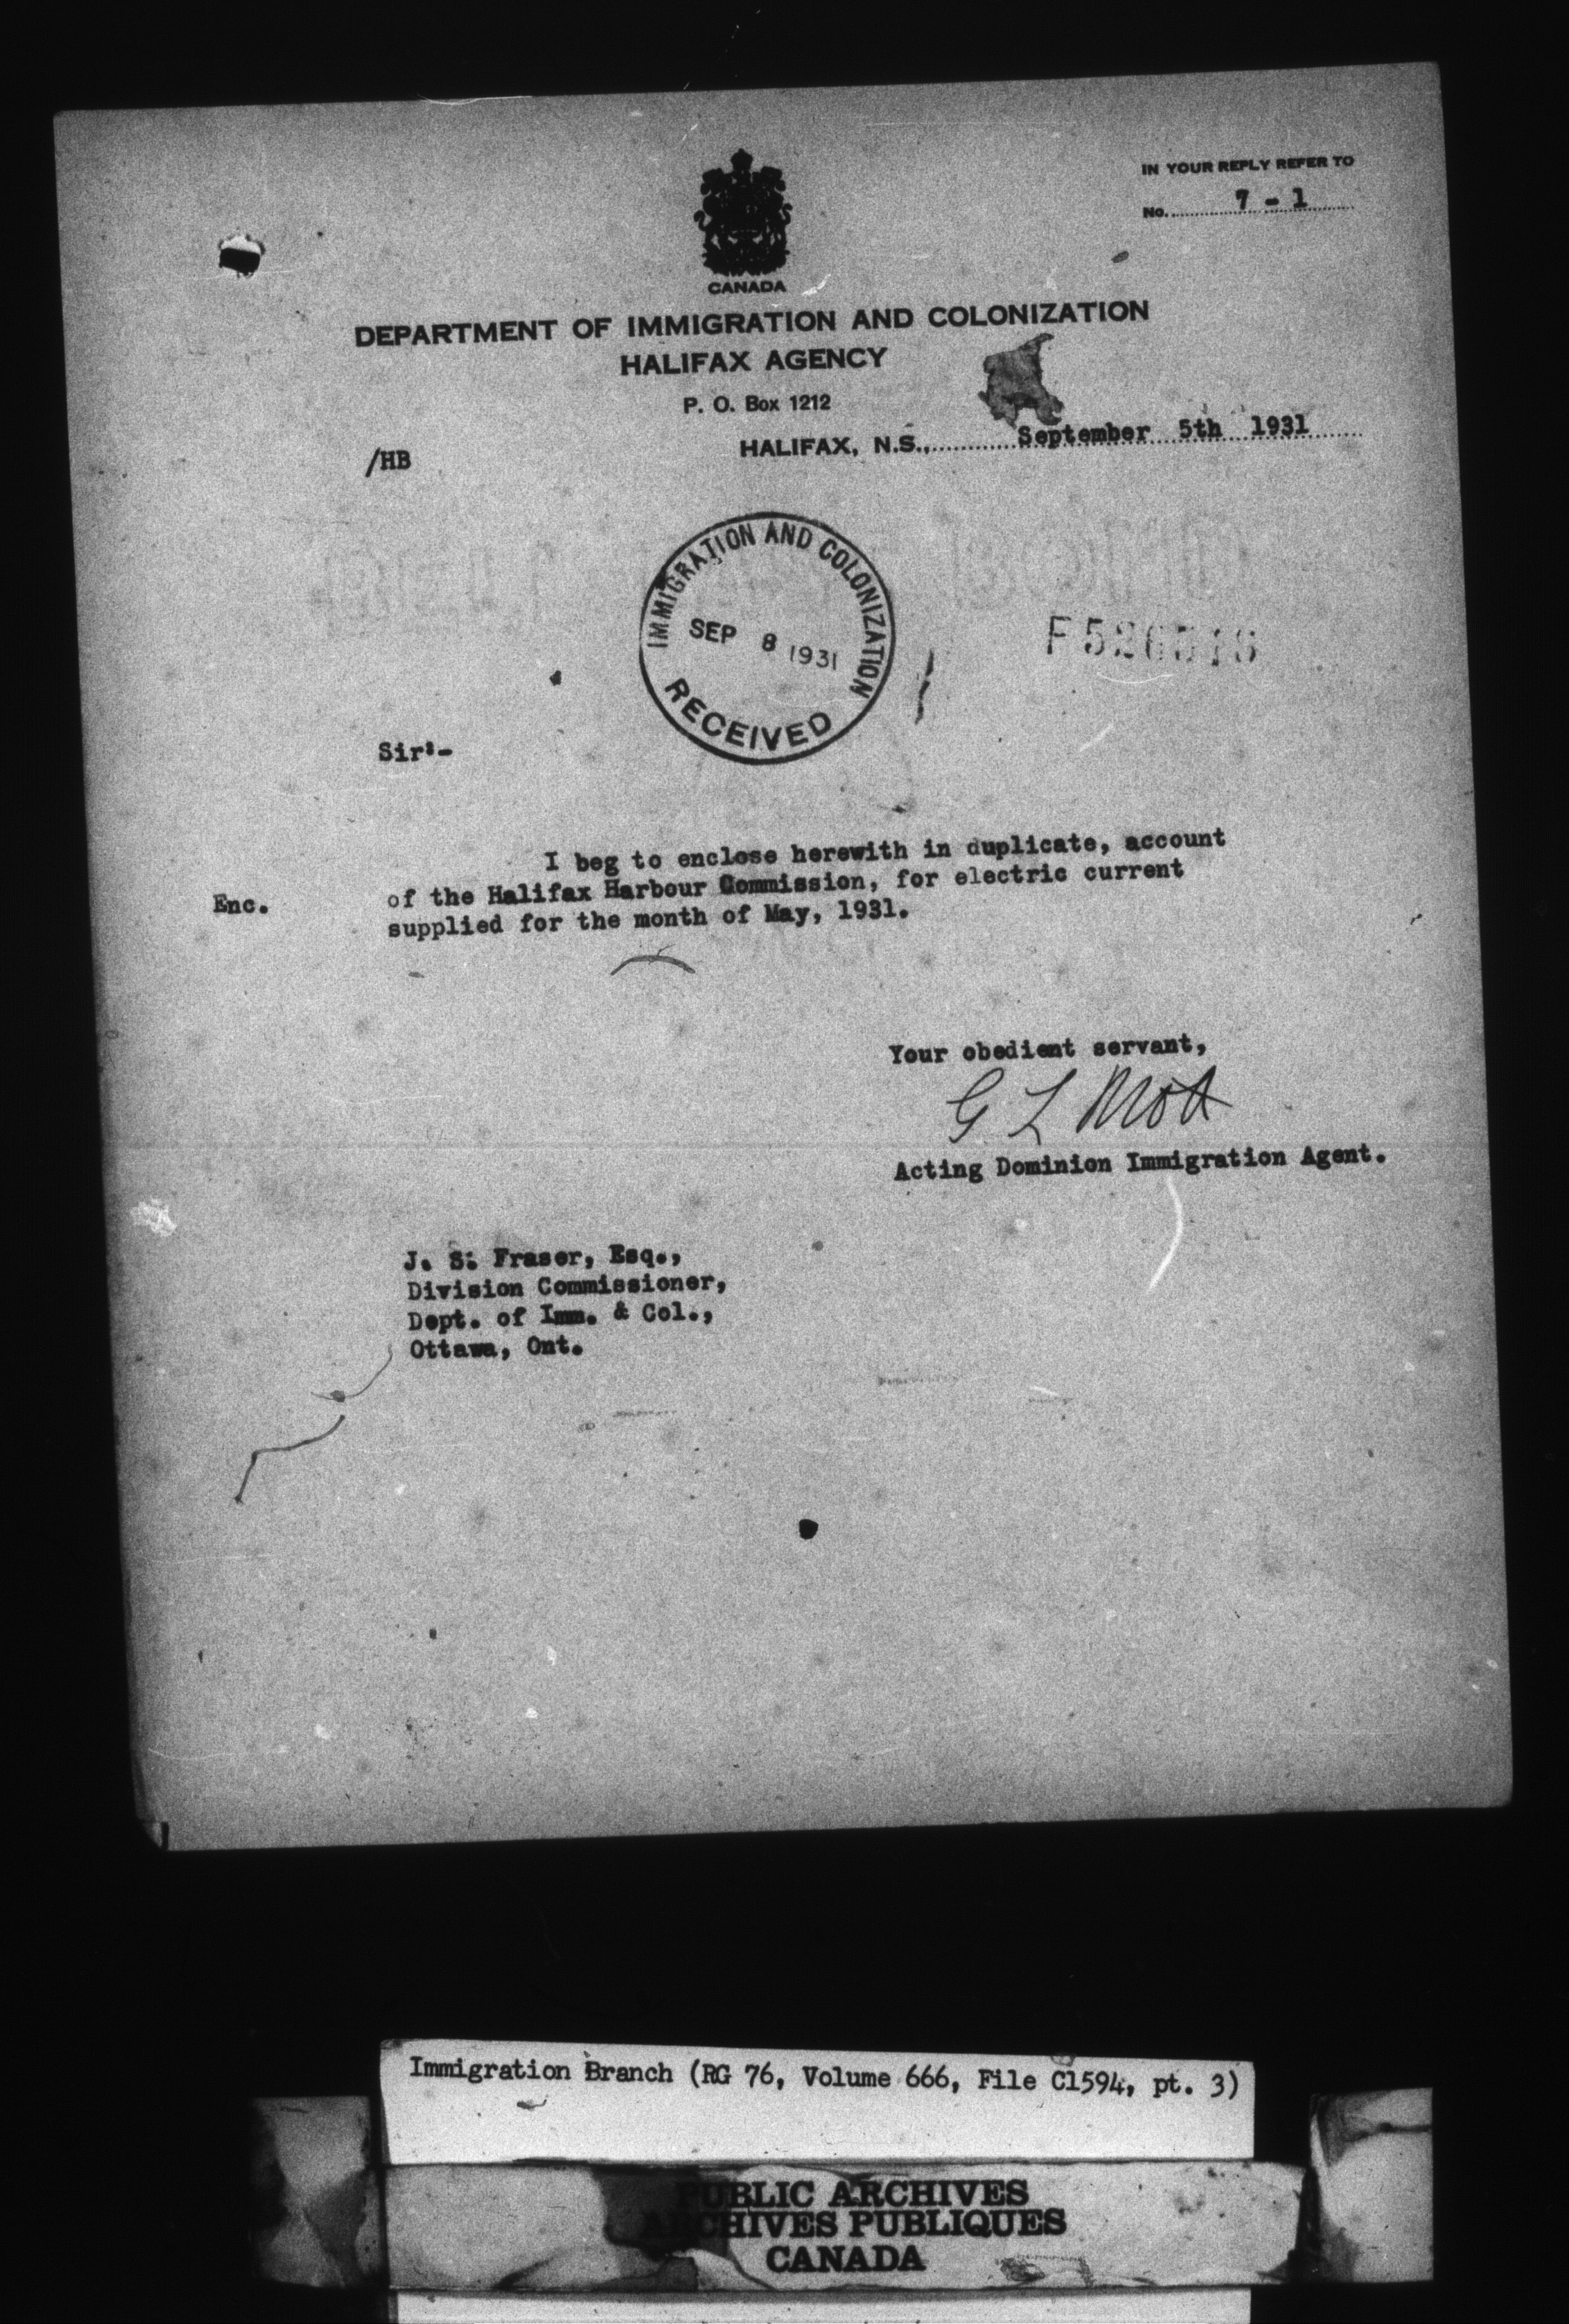 IN YOUR REPLY REFER TO
No. 7 - 1
CANADA
DEPARTMENT OF IMMIGRATION AND COLONIZATION
HALIFAX AGENCY
P. O. Box 1212
HALIFAX, N.S., September 5th 1931
/HB
IMMIGRATION AND COLONIZATION
SEP 8 1931
RECEIVED
Sir:-
I beg to enclose herewith in duplicate, account
Enc. of the Halifax Harbour Commission, for electric current
supplied for the month of May, 1931.
Your obedient servant,
G L Mott
Acting Dominion Immigration Agent.
J. S. Fraser, Esq.,
Division Commissioner,
Dept. of Imm. & Col.,
Ottawa, Ont.
Immigration Branch (RG 76, Volume 666, File C1594, pt. 3)
PUBLIC ARCHIVES
ARCHIVES PUBLIQUES
CANADA